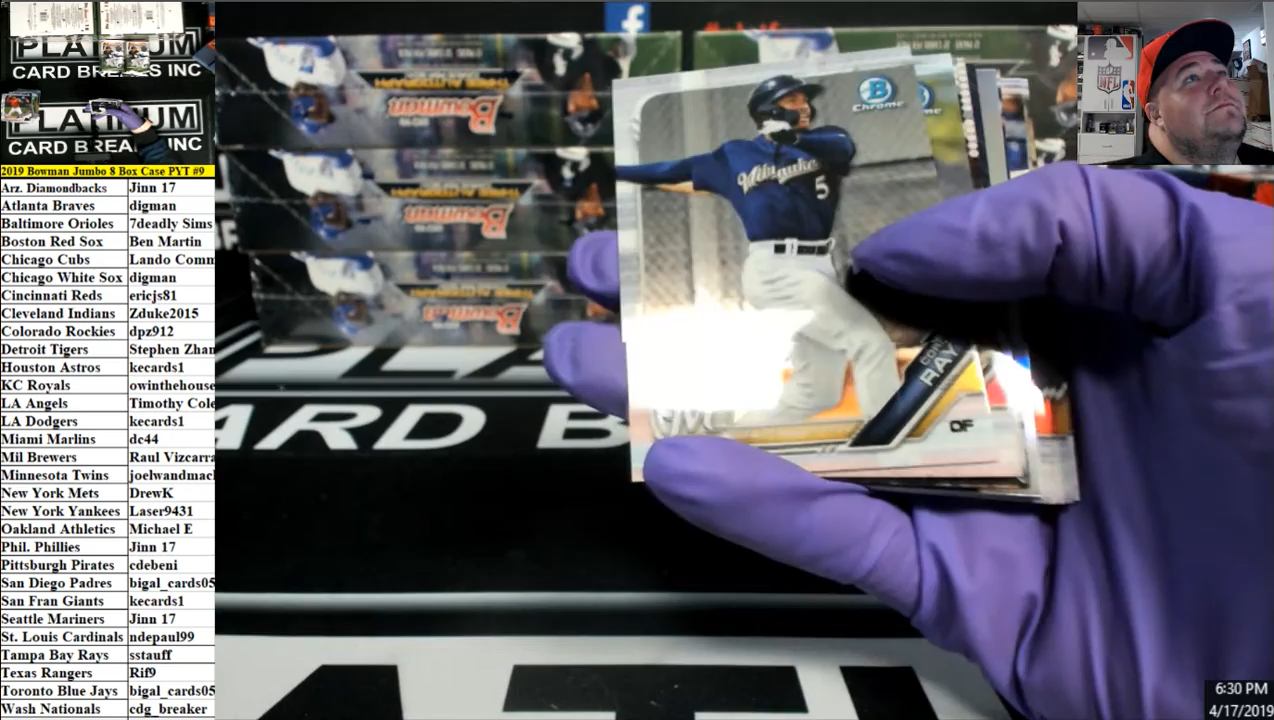 PLATINUM
CARD BREAKS INC
PLATINUM
CARD BREAKS INC
2019 Bowman Jumbo 8 Box Case PYT #9
Arz. Diamondbacks Jinn 17
Atlanta Braves digman
Baltimore Orioles 7deadly Sims
Boston Red Sox Ben Martin
Chicago Cubs Lando Comm
Chicago White Sox digman
Cincinnati Reds ericjs81
Cleveland Indians Zduke2015
Colorado Rockies dpz912
Detroit Tigers Stephen Zhan
Houston Astros kecards1
KC Royals owinthehouse
LA Angels Timothy Cole
LA Dodgers kecards1
Miami Marlins dc44
Mil Brewers Raul Vizcarra
Minnesota Twins joelwandmacl
New York Mets DrewK
New York Yankees Laser9431
Oakland Athletics Michael E
Phil. Phillies Jinn 17
Pittsburgh Pirates cdebeni
San Diego Padres bigal_cards05
San Fran Giants kecards1
Seattle Mariners Jinn 17
St. Louis Cardinals ndepaul99
Tampa Bay Rays sstauff
Texas Rangers Rif9
Toronto Blue Jays bigal_cards05
Wash Nationals cdg_breaker
f
Bowman
Bowman
Bowman
B
Chrome
Milwaukee
5
RAY
OF
ARD B
NFL
6:30 PM
4/17/2019